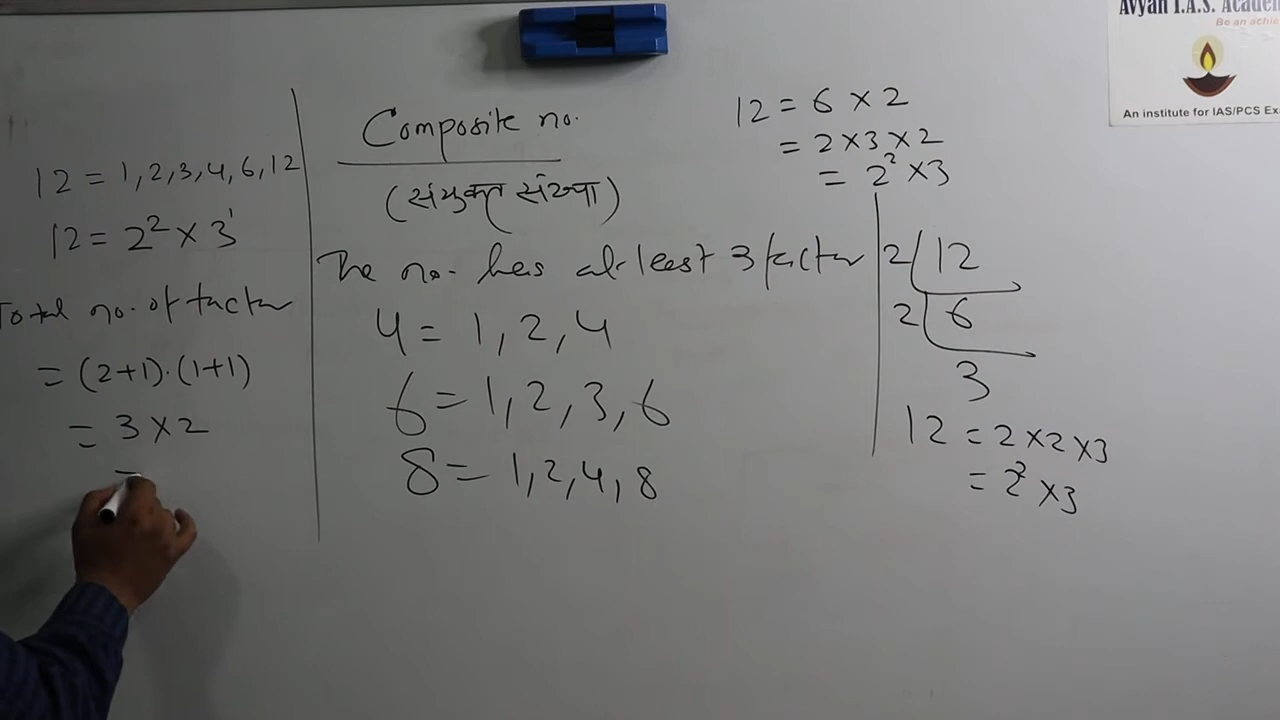 Avyan I.A.S. Academ
Be an achie
An institute for IAS/PCS Ex
12 = 1, 2, 3, 4, 6, 12
12 = 2² × 3¹
Total no. of factor
= (2+1)·(1+1)
= 3 × 2
=
Composite no.
(संयुक्त संख्या)
The no. has at-least 3 factor
4 = 1, 2, 4
6 = 1, 2, 3, 6
8 = 1, 2, 4, 8
12 = 6 × 2
= 2 × 3 × 2
= 2² × 3
2 12
2 6
3
12 = 2 × 2 × 3
= 2² × 3